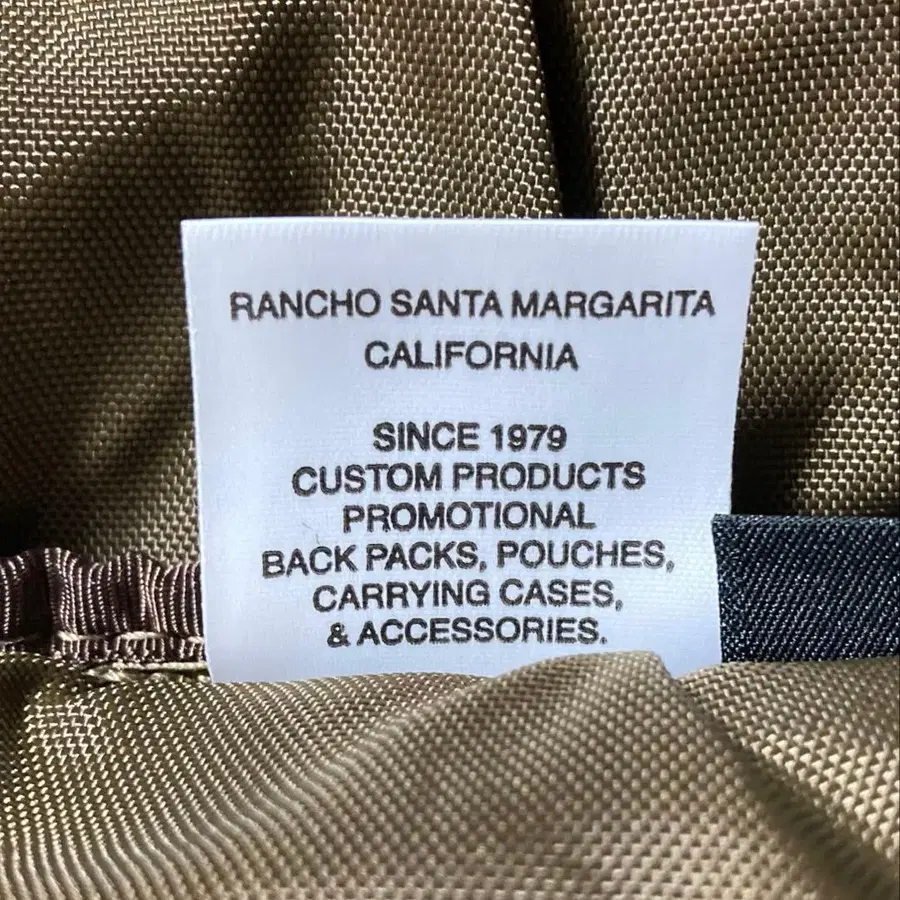 RANCHO SANTA MARGARITA
CALIFORNIA
SINCE 1979
CUSTOM PRODUCTS
PROMOTIONAL
BACK PACKS, POUCHES,
CARRYING CASES,
& ACCESSORIES.